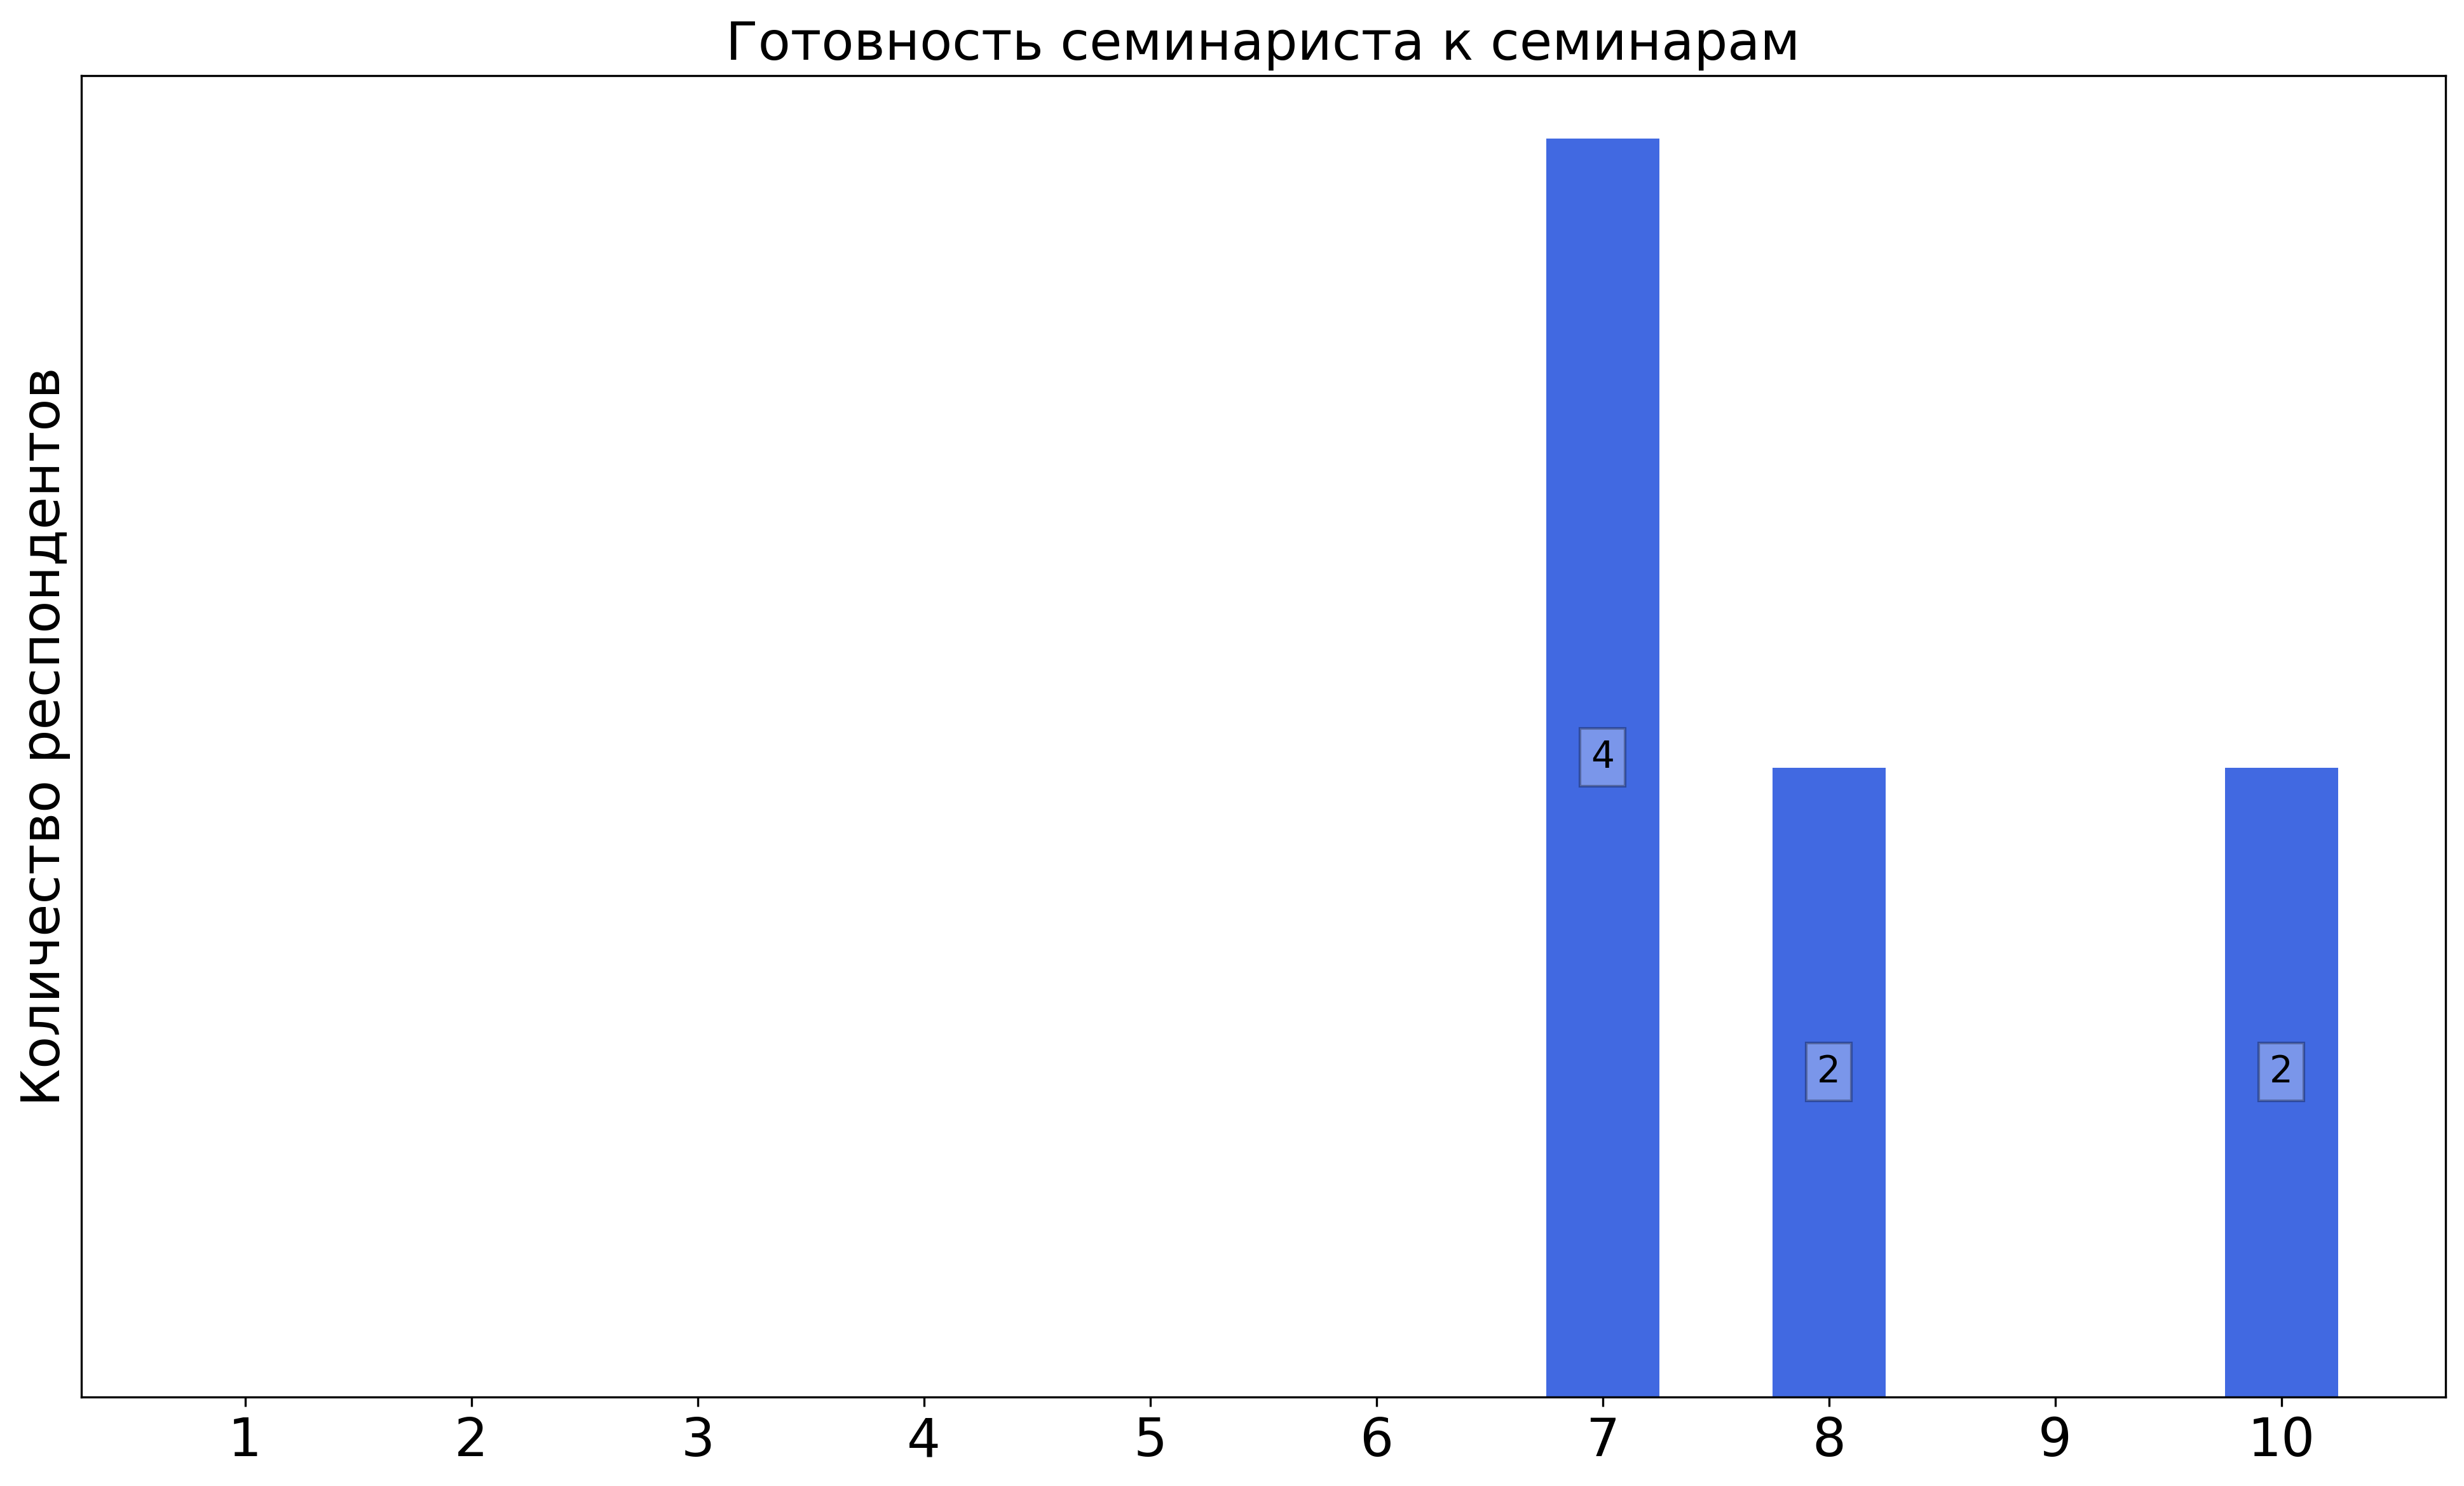 Готовность семинариста к семинарам
Количество респондентов
4
2
2
1 2 3 4 5 6 7 8 9 10